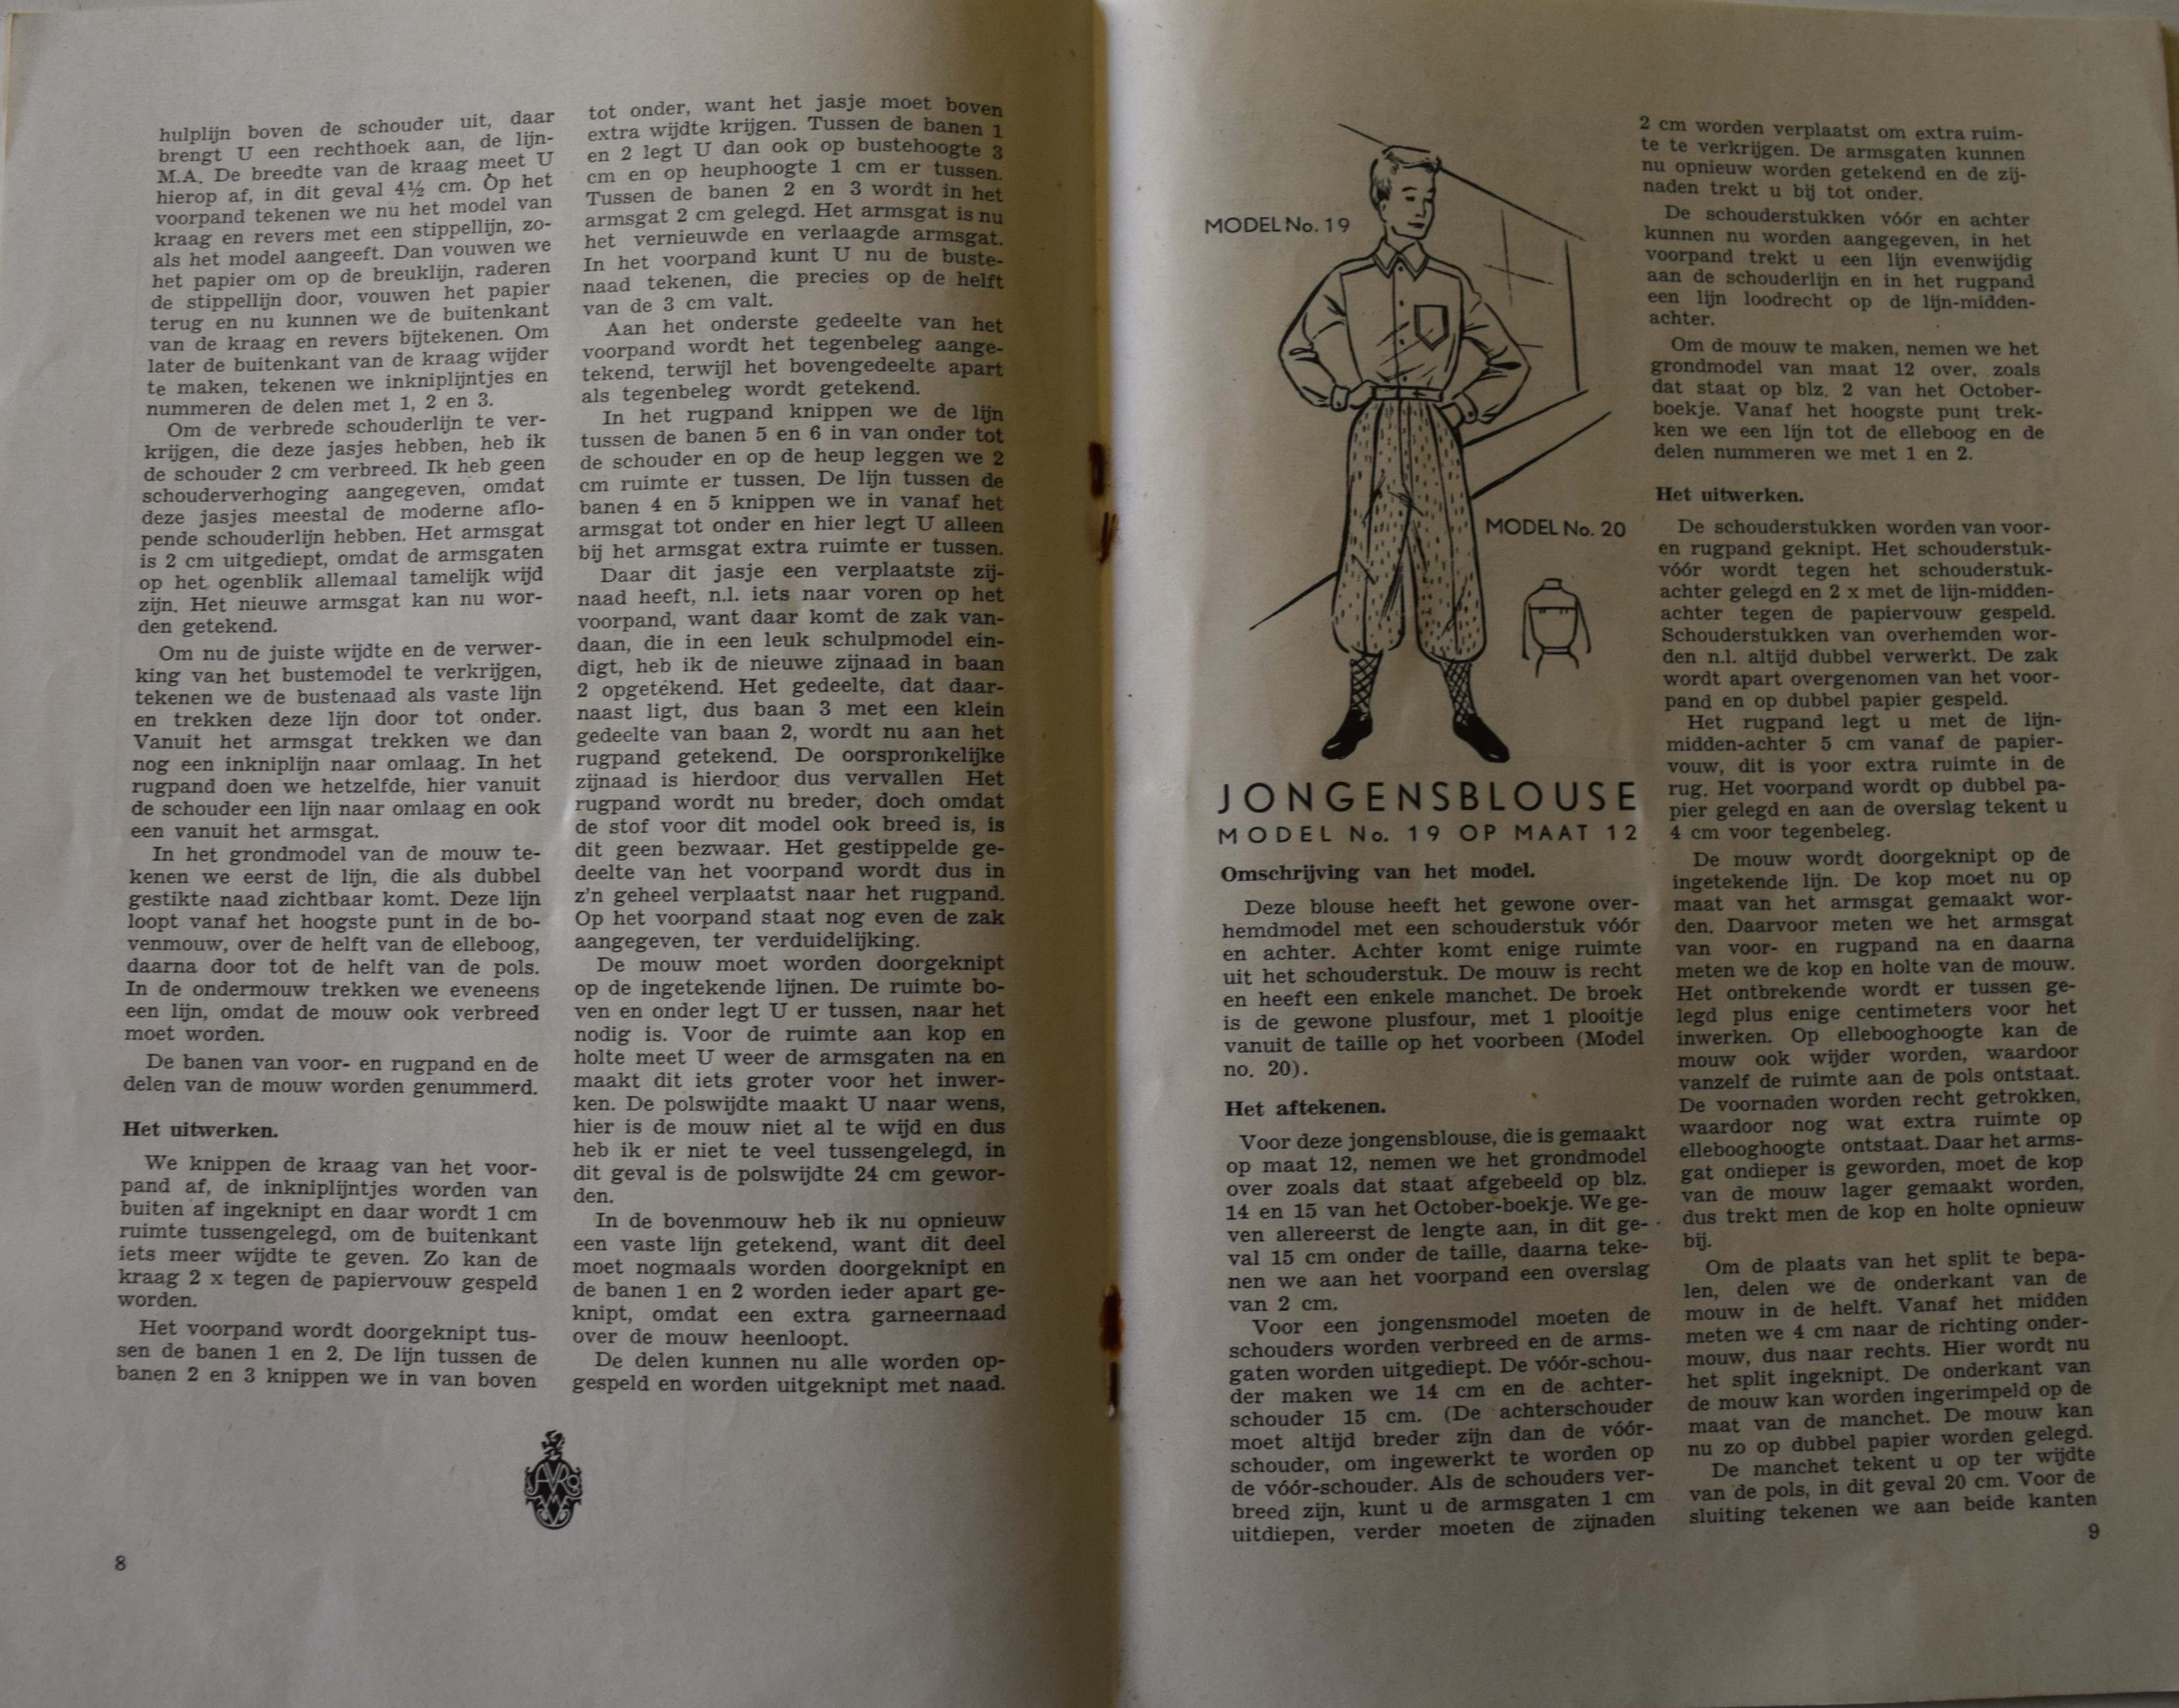 hulplijn boven de schouder uit, daar
brengt U een rechthoek aan, de lijn-
M.A. De breedte van de kraag meet U
hierop af, in dit geval 4½ cm. Op het
voorpand tekenen we nu het model van
kraag en revers met een stippellijn, zo-
als het model aangeeft. Dan vouwen we
het papier om op de breuklijn, raderen
de stippellijn door, vouwen het papier
terug en nu kunnen we de buitenkant
van de kraag en revers bijtekenen. Om
later de buitenkant van de kraag wijder
te maken, tekenen we inkniplijntjes en
nummeren de delen met 1, 2 en 3.
Om de verbrede schouderlijn te ver-
krijgen, die deze jasjes hebben, heb ik
de schouder 2 cm verbreed. Ik heb geen
schouderverhoging aangegeven, omdat
deze jasjes meestal de moderne aflo-
pende schouderlijn hebben. Het armsgat
is 2 cm uitgediept, omdat de armsgaten
op het ogenblik allemaal tamelijk wijd
zijn. Het nieuwe armsgat kan nu wor-
den getekend.
Om nu de juiste wijdte en de verwer-
king van het bustemodel te verkrijgen,
tekenen we de bustenaad als vaste lijn
en trekken deze lijn door tot onder.
Vanuit het armsgat trekken we dan
nog een inkniplijn naar omlaag. In het
rugpand doen we hetzelfde, hier vanuit
de schouder een lijn naar omlaag en ook
een vanuit het armsgat.
In het grondmodel van de mouw te-
kenen we eerst de lijn, die als dubbel
gestikte naad zichtbaar komt. Deze lijn
loopt vanaf het hoogste punt in de bo-
venmouw, over de helft van de elleboog,
daarna door tot de helft van de pols.
In de ondermouw trekken we eveneens
een lijn, omdat de mouw ook verbreed
moet worden.
De banen van voor- en rugpand en de
delen van de mouw worden genummerd.
Het uitwerken.
We knippen de kraag van het voor-
pand af, de inkniplijntjes worden van
buiten af ingeknipt en daar wordt 1 cm
ruimte tussengelegd, om de buitenkant
iets meer wijdte te geven. Zo kan de
kraag 2 x tegen de papiervouw gespeld
worden.
Het voorpand wordt doorgeknipt tus-
sen de banen 1 en 2. De lijn tussen de
banen 2 en 3 knippen we in van boven
tot onder, want het jasje moet boven
extra wijdte krijgen. Tussen de banen 1
en 2 legt U dan ook op bustehoogte 3
cm en op heuphoogte 1 cm er tussen.
Tussen de banen 2 en 3 wordt in het
armsgat 2 cm gelegd. Het armsgat is nu
het vernieuwde en verlaagde armsgat.
In het voorpand kunt U nu de buste-
naad tekenen, die precies op de helft
van de 3 cm valt.
Aan het onderste gedeelte van het
voorpand wordt het tegenbeleg aange-
tekend, terwijl het bovengedeelte apart
als tegenbeleg wordt getekend.
In het rugpand knippen we de lijn
tussen de banen 5 en 6 in van onder tot
de schouder en op de heup leggen we 2
cm ruimte er tussen. De lijn tussen de
banen 4 en 5 knippen we in vanaf het
armsgat tot onder en hier legt U alleen
bij het armsgat extra ruimte er tussen.
Daar dit jasje een verplaatste zij-
naad heeft, n.l. iets naar voren op het
voorpand, want daar komt de zak van-
daan, die in een leuk schulpmodel ein-
digt, heb ik de nieuwe zijnaad in baan
2 opgetekend. Het gedeelte, dat daar-
naast ligt, dus baan 3 met een klein
gedeelte van baan 2, wordt nu aan het
rugpand getekend. De oorspronkelijke
zijnaad is hierdoor dus vervallen Het
rugpand wordt nu breder, doch omdat
de stof voor dit model ook breed is, is
dit geen bezwaar. Het gestippelde ge-
deelte van het voorpand wordt dus in
z'n geheel verplaatst naar het rugpand.
Op het voorpand staat nog even de zak
aangegeven, ter verduidelijking.
De mouw moet worden doorgeknipt
op de ingetekende lijnen. De ruimte bo-
ven en onder legt U er tussen, naar het
nodig is. Voor de ruimte aan kop en
holte meet U weer de armsgaten na en
maakt dit iets groter voor het inwer-
ken. De polswijdte maakt U naar wens,
hier is de mouw niet al te wijd en dus
heb ik er niet te veel tussengelegd, in
dit geval is de polswijdte 24 cm gewor-
den.
In de bovenmouw heb ik nu opnieuw
een vaste lijn getekend, want dit deel
moet nogmaals worden doorgeknipt en
de banen 1 en 2 worden ieder apart ge-
knipt, omdat een extra garneernaad
over de mouw heenloopt.
De delen kunnen nu alle worden op-
gespeld en worden uitgeknipt met naad.
8
MODEL No. 19
MODEL No. 20
JONGENSBLOUSE
MODEL No. 19 OP MAAT 12
Omschrijving van het model.
Deze blouse heeft het gewone over-
hemdmodel met een schouderstuk vóór
en achter. Achter komt enige ruimte
uit het schouderstuk. De mouw is recht
en heeft een enkele manchet. De broek
is de gewone plusfour, met 1 plooitje
vanuit de taille op het voorbeen (Model
no. 20).
Het aftekenen.
Voor deze jongensblouse, die is gemaakt
op maat 12, nemen we het grondmodel
over zoals dat staat afgebeeld op blz.
14 en 15 van het October-boekje. We ge-
ven allereerst de lengte aan, in dit ge-
val 15 cm onder de taille, daarna teke-
nen we aan het voorpand een overslag
van 2 cm.
Voor een jongensmodel moeten de
schouders worden verbreed en de arms-
gaten worden uitgediept. De vóór-schou-
der maken we 14 cm en de achter-
schouder 15 cm. (De achterschouder
moet altijd breder zijn dan de vóór-
schouder, om ingewerkt te worden op
de vóór-schouder. Als de schouders ver-
breed zijn, kunt u de armsgaten 1 cm
uitdiepen, verder moeten de zijnaden
2 cm worden verplaatst om extra ruim-
te te verkrijgen. De armsgaten kunnen
nu opnieuw worden getekend en de zij-
naden trekt u bij tot onder.
De schouderstukken vóór en achter
kunnen nu worden aangegeven, in het
voorpand trekt u een lijn evenwijdig
aan de schouderlijn en in het rugpand
een lijn loodrecht op de lijn-midden-
achter.
Om de mouw te maken, nemen we het
grondmodel van maat 12 over, zoals
dat staat op blz. 2 van het October-
boekje. Vanaf het hoogste punt trek-
ken we een lijn tot de elleboog en de
delen nummeren we met 1 en 2.
Het uitwerken.
De schouderstukken worden van voor-
en rugpand geknipt. Het schouderstuk-
vóór wordt tegen het schouderstuk-
achter gelegd en 2 x met de lijn-midden-
achter tegen de papiervouw gespeld.
Schouderstukken van overhemden wor-
den n.l. altijd dubbel verwerkt. De zak
wordt apart overgenomen van het voor-
pand en op dubbel papier gespeld.
Het rugpand legt u met de lijn-
midden-achter 5 cm vanaf de papier-
vouw, dit is voor extra ruimte in de
rug. Het voorpand wordt op dubbel pa-
pier gelegd en aan de overslag tekent u
4 cm voor tegenbeleg.
De mouw wordt doorgeknipt op de
ingetekende lijn. De kop moet nu op
maat van het armsgat gemaakt wor-
den. Daarvoor meten we het armsgat
van voor- en rugpand na en daarna
meten we de kop en holte van de mouw.
Het ontbrekende wordt er tussen ge-
legd plus enige centimeters voor het
inwerken. Op ellebooghoogte kan de
mouw ook wijder worden, waardoor
vanzelf de ruimte aan de pols ontstaat.
De voornaden worden recht getrokken,
waardoor nog wat extra ruimte op
ellebooghoogte ontstaat. Daar het arms-
gat ondieper is geworden, moet de kop
van de mouw lager gemaakt worden,
dus trekt men de kop en holte opnieuw
bij.
Om de plaats van het split te bepa-
len, delen we de onderkant van de
mouw in de helft. Vanaf het midden
meten we 4 cm naar de richting onder-
mouw, dus naar rechts. Hier wordt nu
het split ingeknipt. De onderkant van
de mouw kan worden ingerimpeld op de
maat van de manchet. De mouw kan
nu zo op dubbel papier worden gelegd.
De manchet tekent u op ter wijdte
van de pols, in dit geval 20 cm. Voor de
sluiting tekenen we aan beide kanten
9